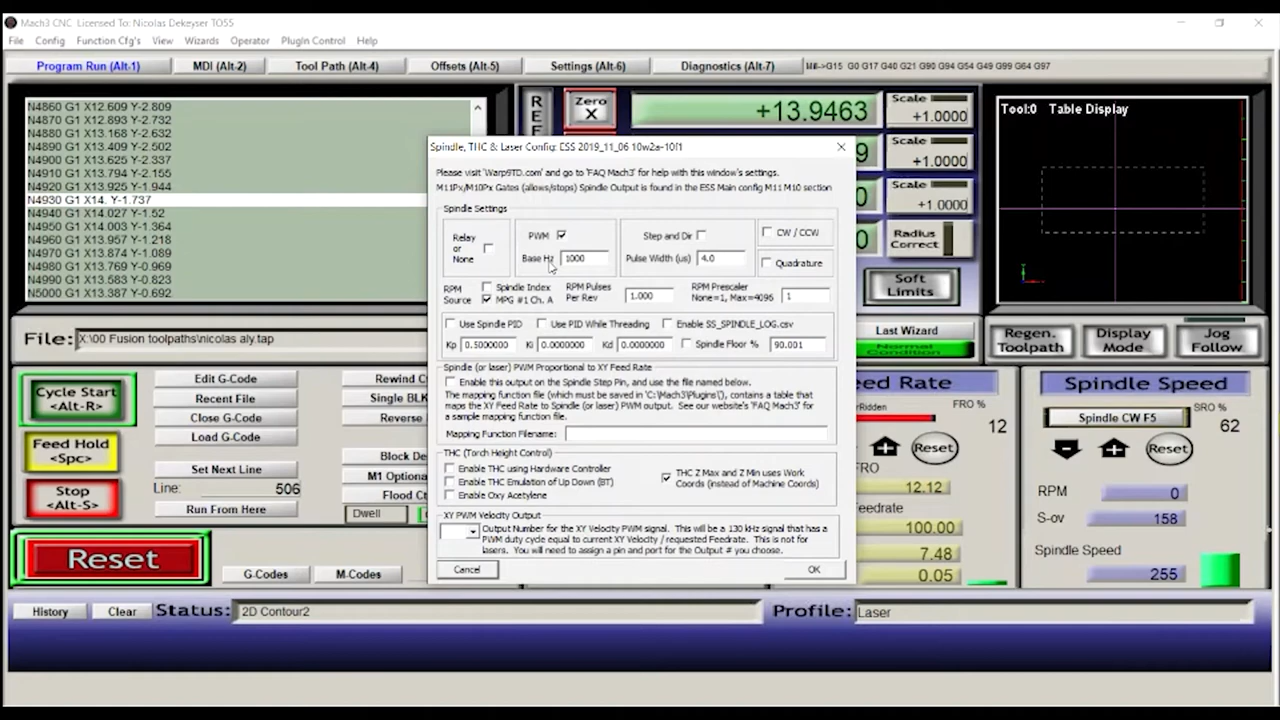 Mach3 CNC Licensed To: Nicolas Dekeyser TO55
File Config Function Cfg's View Wizards Operator PlugIn Control Help
Program Run (Alt-1) MDI (Alt-2) Tool Path (Alt-4) Offsets (Alt-5) Settings (Alt-6) Diagnostics (Alt-7)
G15 G0 G17 G40 G21 G90 G94 G54 G49 G99 G64 G97
N4860 G1 X12.609 Y-2.809
N4870 G1 X12.893 Y-2.732
N4880 G1 X13.168 Y-2.632
N4890 G1 X13.409 Y-2.502
N4900 G1 X13.625 Y-2.337
N4910 G1 X13.794 Y-2.155
N4920 G1 X13.925 Y-1.944
N4930 G1 X14. Y-1.737
N4940 G1 X14.027 Y-1.52
N4950 G1 X14.003 Y-1.364
N4960 G1 X13.957 Y-1.218
N4970 G1 X13.874 Y-1.089
N4980 G1 X13.769 Y-0.969
N4990 G1 X13.583 Y-0.823
N5000 G1 X13.387 Y-0.692
REF
Zero
X
+13.9463
Scale
+1.0000
Scale
+1.0000
Scale
+1.0000
Radius
Correct
Soft
Limits
Tool:0 Table Display
File: X:\00 Fusion toolpaths\nicolas aly.tap
Last Wizard
Normal
Condition
Regen.
Toolpath
Display
Mode
Jog
Follow
Spindle, THC & Laser Config: ESS 2019_11_06 10w2a-10f1
Please visit 'Warp9TD.com' and go to 'FAQ Mach3' for help with this window's settings.
M11Px/M10Px Gates (allows/stops) Spindle Output is found in the ESS Main config M11 M10 section
Spindle Settings
Relay
or
None
PWM
Base Hz 1000
Step and Dir
Pulse Width (us) 4.0
CW / CCW
Quadrature
RPM
Source
Spindle Index
MPG #1 Ch. A
RPM Pulses
Per Rev 1.000
RPM Prescaler
None=1, Max=4096 1
Use Spindle PID Use PID While Threading Enable SS_SPINDLE_LOG.csv
Kp 0.5000000 Ki 0.0000000 Kd 0.0000000 Spindle Floor % 90.001
Spindle (or laser) PWM Proportional to XY Feed Rate
Enable this output on the Spindle Step Pin, and use the file named below.
The mapping function file (which must be saved in 'C:\Mach3\Plugins\'), contains a table that
maps the XY Feed Rate to Spindle (or laser) PWM output. See our website's 'FAQ Mach3' for
a sample mapping function file.
Mapping Function Filename:
THC (Torch Height Control)
Enable THC using Hardware Controller
Enable THC Emulation of Up Down (BT)
Enable Oxy Acetylene
THC Z Max and Z Min uses Work
Coords (instead of Machine Coords)
XY PWM Velocity Output
Output Number for the XY Velocity PWM signal. This will be a 130 kHz signal that has a
PWM duty cycle equal to current XY Velocity / requested Feedrate. This is not for
lasers. You will need to assign a pin and port for the Output # you choose.
Cancel OK
Cycle Start
<Alt-R>
Feed Hold
<Spc>
Stop
<Alt-S>
Reset
Edit G-Code
Recent File
Close G-Code
Load G-Code
Set Next Line
Line: 506
Run From Here
Rewind C
Single BLK
Reverse
Block De
M1 Optiona
Flood Ct
Dwell
G-Codes M-Codes
eed Rate
Ridden FRO %
12
Reset
FRO 12.12
edrate 100.00
7.48
0.05
Spindle Speed
Spindle CW F5
SRO %
62
Reset
RPM 0
S-ov 158
Spindle Speed
255
History Clear Status: 2D Contour2 Profile: Laser